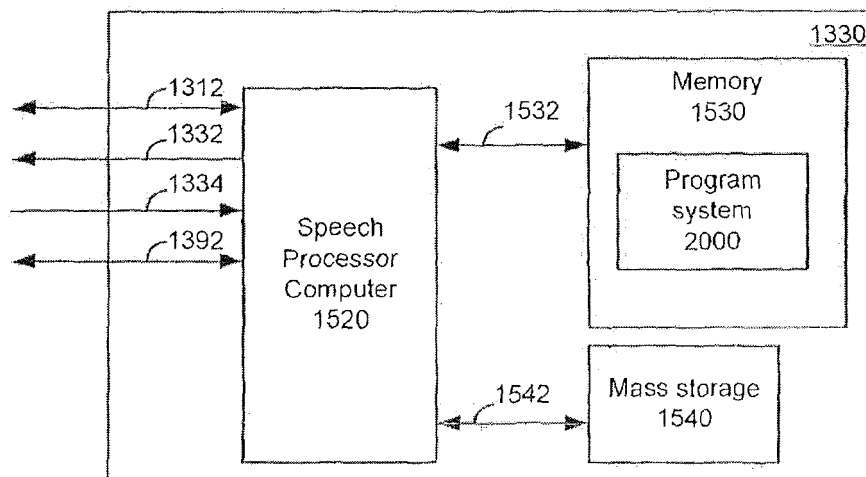 1330
1312
1332
1334
1392
Speech
Processor
Computer
1520
1532
Memory
1530
Program
system
2000
1542
Mass storage
1540